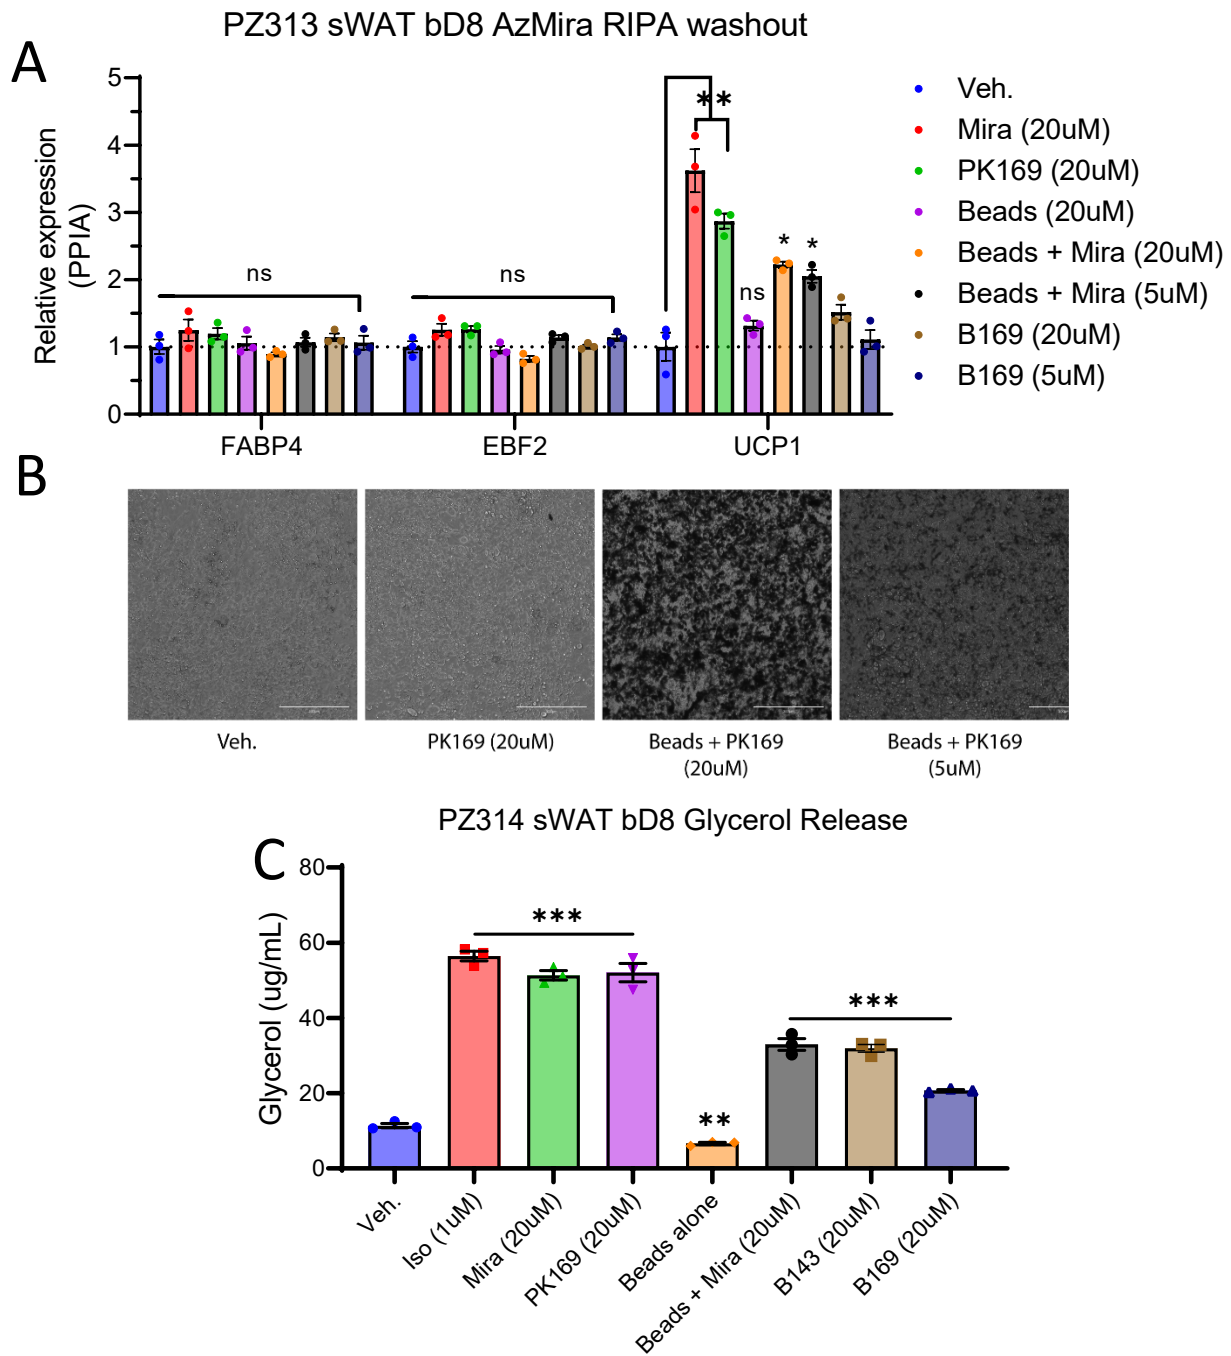 PZ313 sWAT bD8 AzMira RIPA washout
A
Relative expression
(PPIA)
5
4
3
2
1
0
ns
ns
**
ns
*
*
FABP4
EBF2
UCP1
Veh.
Mira (20uM)
PK169 (20uM)
Beads (20uM)
Beads + Mira (20uM)
Beads + Mira (5uM)
B169 (20uM)
B169 (5uM)
B
Veh.
PK169 (20uM)
Beads + PK169
(20uM)
Beads + PK169
(5uM)
PZ314 sWAT bD8 Glycerol Release
C
Glycerol (ug/mL)
80
60
40
20
0
***
**
***
Veh.
Iso (1uM)
Mira (20uM)
PK169 (20uM)
Beads alone
Beads + Mira (20uM)
B143 (20uM)
B169 (20uM)